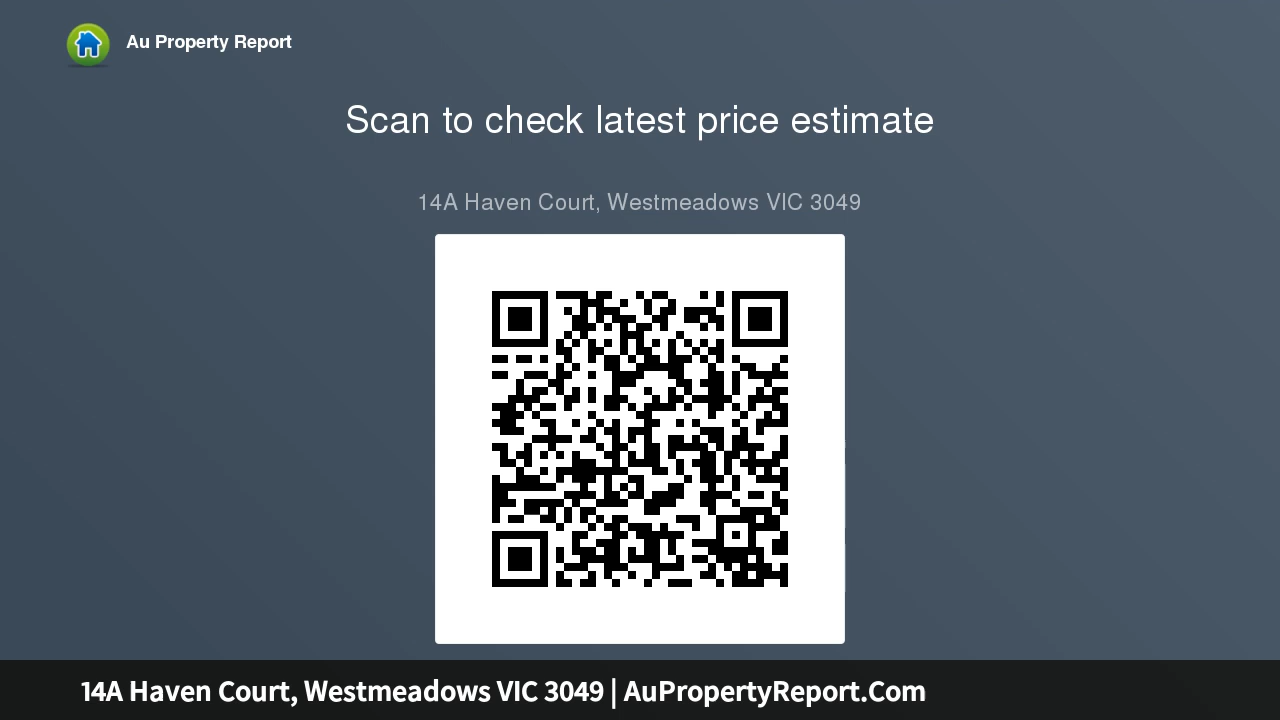 Au Property Report
Scan to check latest price estimate
14A Haven Court, Westmeadows VIC 3049
14A Haven Court, Westmeadows VIC 3049 | AuPropertyReport.Com